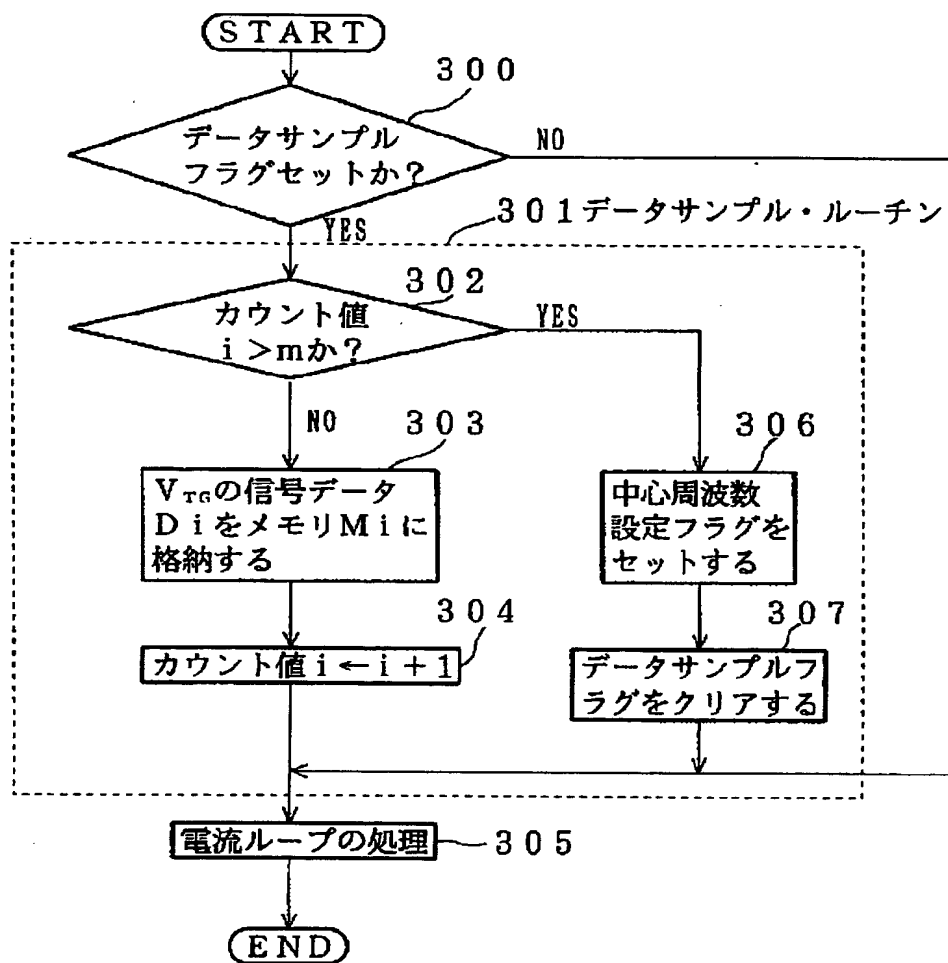 START
300
データサンプル
フラグセットか?
NO
YES
301データサンプル・ルーチン
302
カウント値
i>mか?
YES
NO
303
V_TGの信号データ
DiをメモリMiに
格納する
306
中心周波数
設定フラグを
セットする
304
カウント値i←i+1
307
データサンプルフ
ラグをクリアする
電流ループの処理
305
END